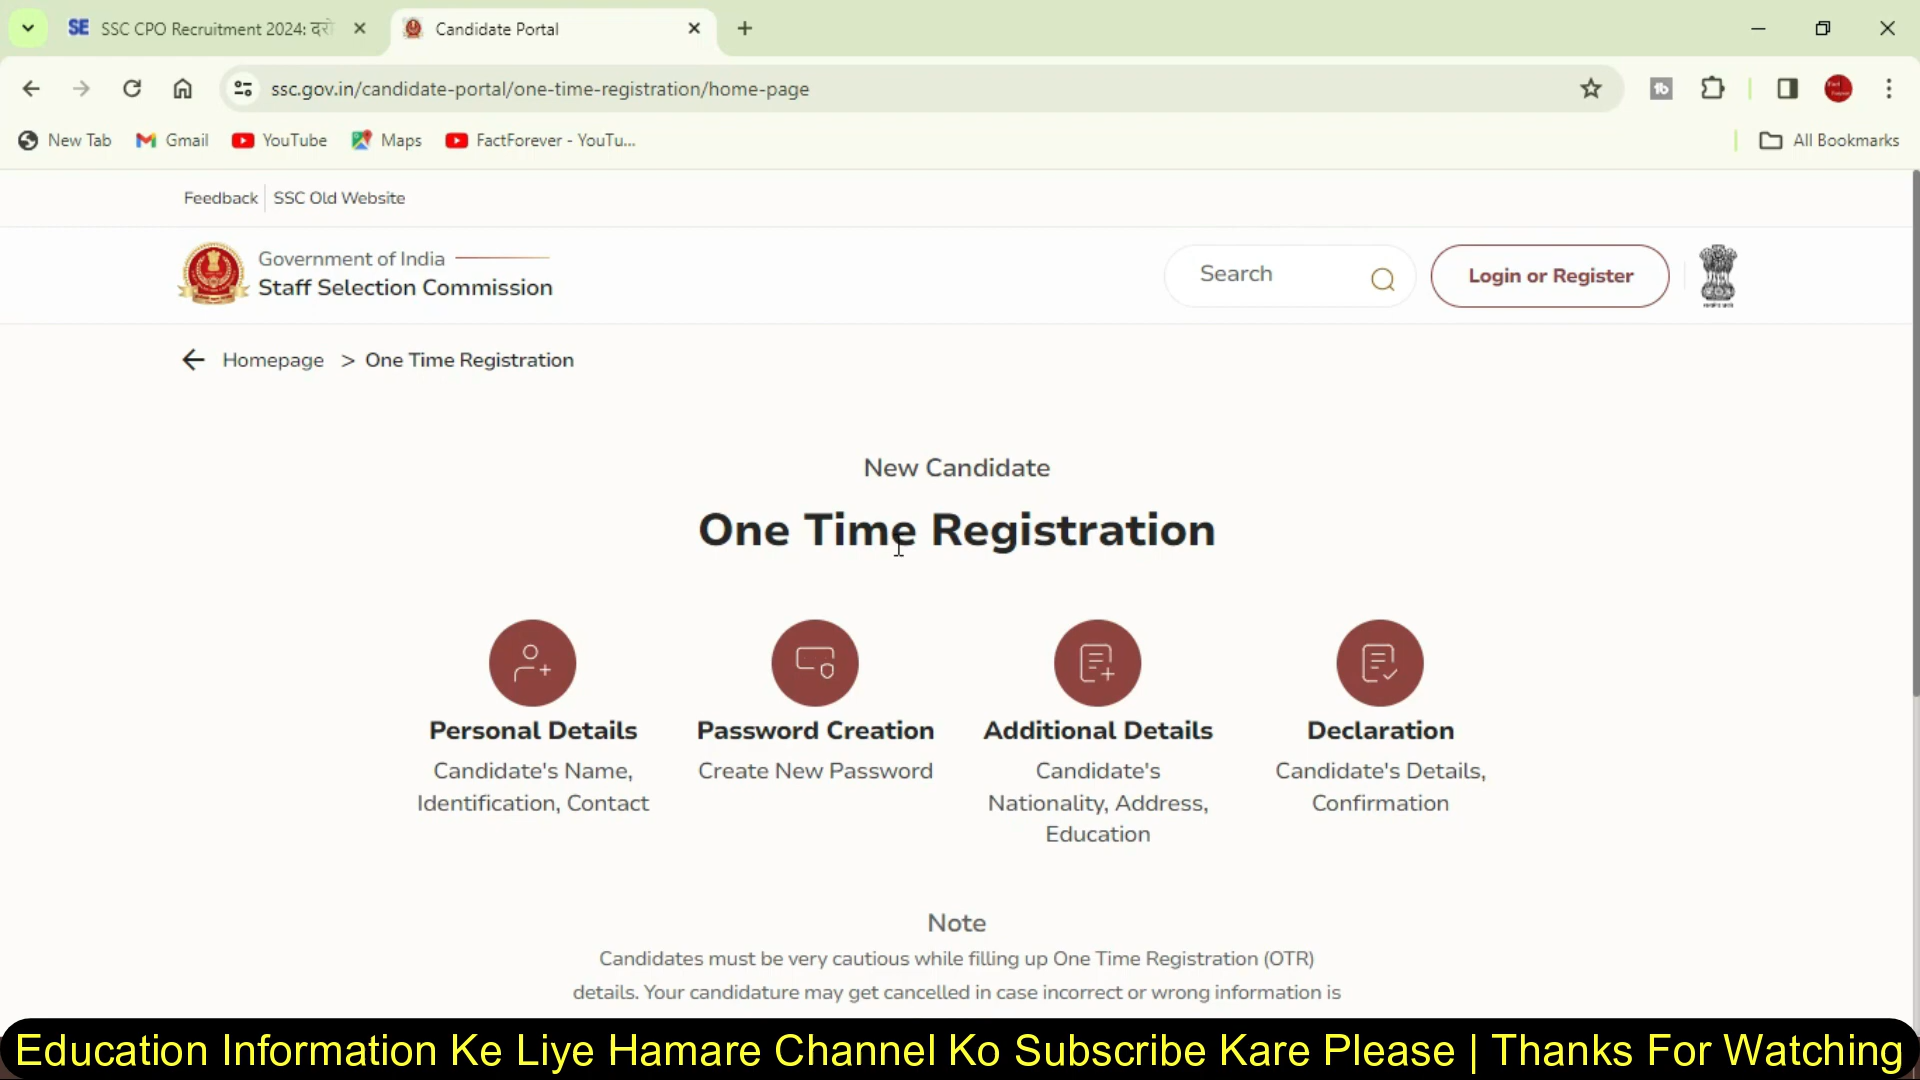 SE SSC CPO Recruitment 2024:
Candidate Portal
ssc.gov.in/candidate-portal/one-time-registration/home-page
New Tab
Gmail
YouTube
Maps
FactForever - YouTu...
All Bookmarks
Feedback
SSC Old Website
Government of India
Staff Selection Commission
Search
Login or Register
Homepage > One Time Registration
New Candidate
One Time Registration
Personal Details
Candidate's Name,
Identification, Contact
Password Creation
Create New Password
Additional Details
Candidate's
Nationality, Address,
Education
Declaration
Candidate's Details,
Confirmation
Note
Candidates must be very cautious while filling up One Time Registration (OTR)
details. Your candidature may get cancelled in case incorrect or wrong information is
Education Information Ke Liye Hamare Channel Ko Subscribe Kare Please | Thanks For Watching